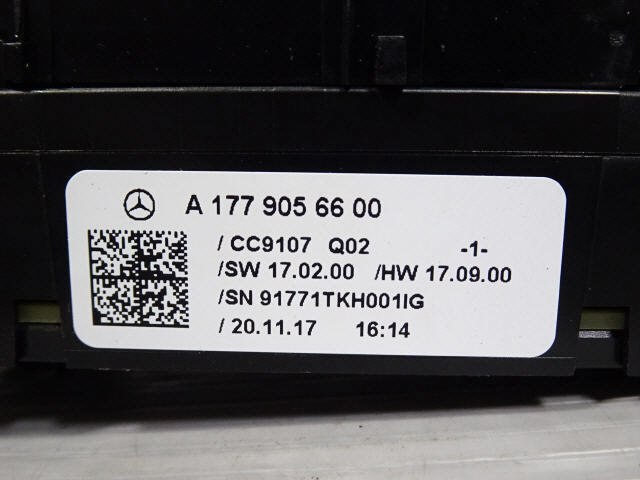 A 177 905 66 00
/ CC9107 Q02 -1-
/SW 17.02.00 /HW 17.09.00
/SN 91771TKH001IG
/ 20.11.17 16:14